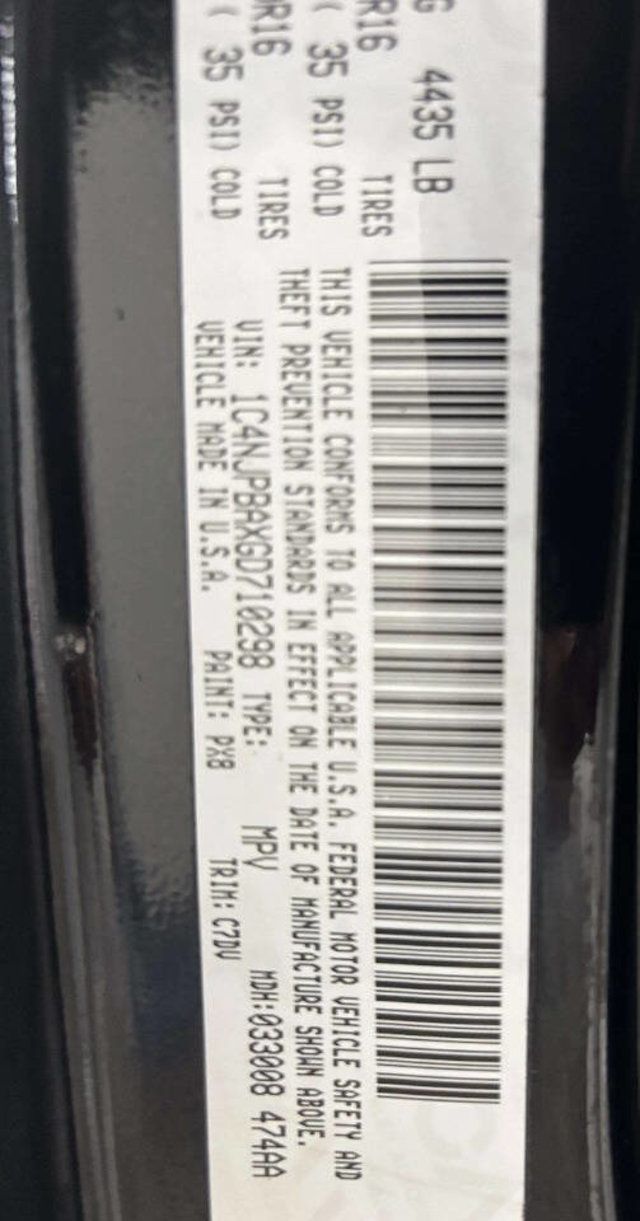 4435 LB
R16 TIRES
( 35 PSI) COLD
R16 TIRES
( 35 PSI) COLD
THIS VEHICLE CONFORMS TO ALL APPLICABLE U.S.A. FEDERAL MOTOR VEHICLE SAFETY AND
THEFT PREVENTION STANDARDS IN EFFECT ON THE DATE OF MANUFACTURE SHOWN ABOVE.
VIN: 1C4NJPBAXGD710298 TYPE: MPV MDH:033008 474AA
VEHICLE MADE IN U.S.A. PAINT: PX8 TRIM: C7DV